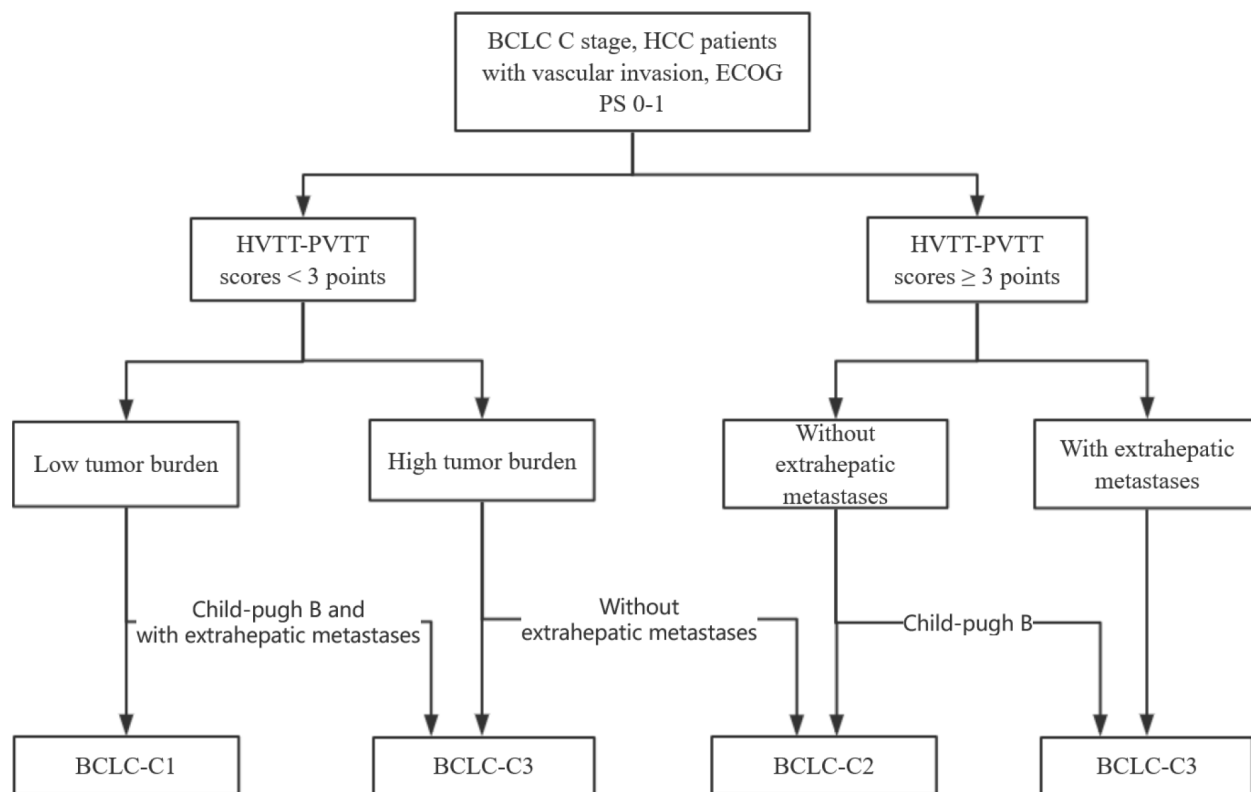 BCLC C stage, HCC patients
with vascular invasion, ECOG
PS 0-1
HVTT-PVTT
scores < 3 points
HVTT-PVTT
scores ≥ 3 points
Low tumor burden
High tumor burden
Without
extrahepatic
metastases
With extrahepatic
metastases
Child-pugh B and
with extrahepatic metastases
Without
extrahepatic metastases
Child-pugh B
BCLC-C1
BCLC-C3
BCLC-C2
BCLC-C3